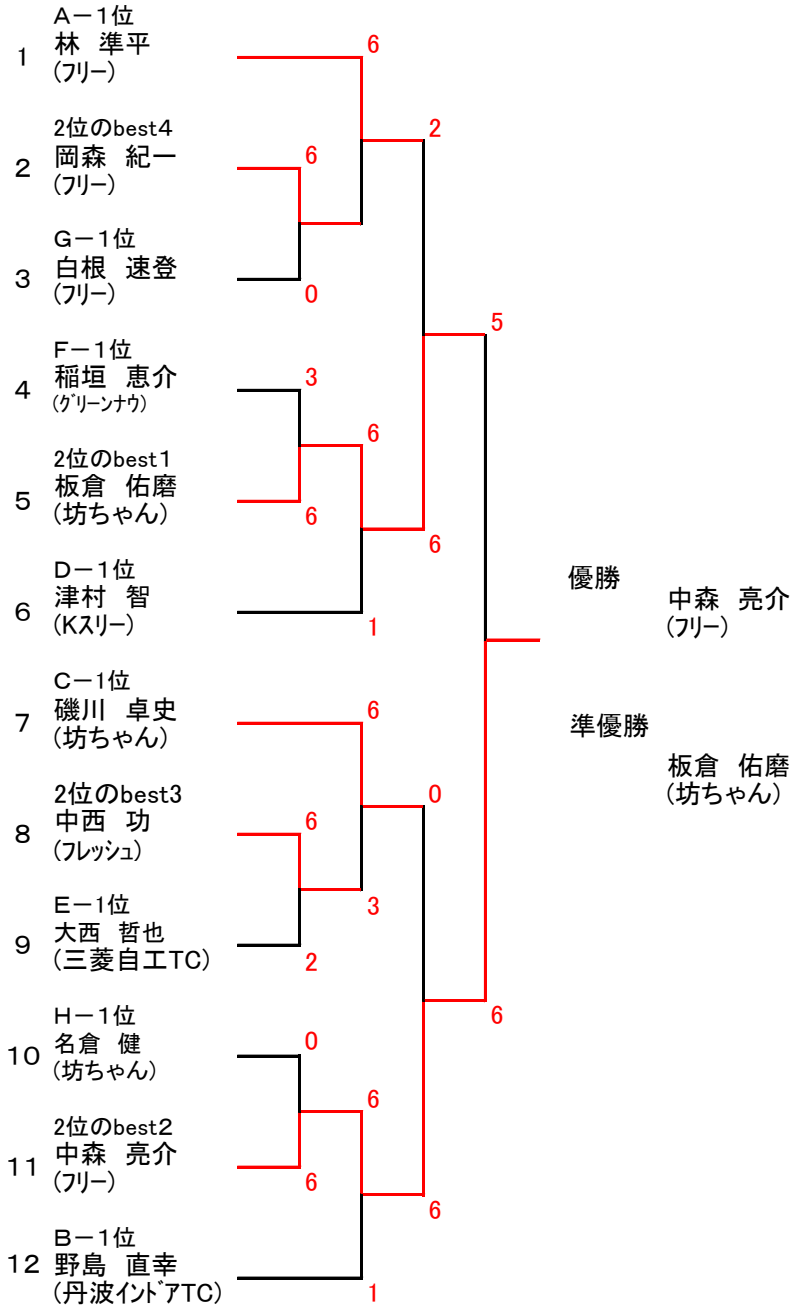 A－1位
1 林 準平
(フリー)
6
2位のbest4
2 岡森 紀一
(フリー)
6
2
G－1位
3 白根 速登
(フリー)
0
F－1位
4 稲垣 恵介
(グリーンナウ)
3
5
2位のbest1
5 板倉 佑磨
(坊ちゃん)
6
6
6
D－1位
6 津村 智
(Kスリー)
1
優勝
中森 亮介
(フリー)
C－1位
7 磯川 卓史
(坊ちゃん)
6
準優勝
板倉 佑磨
(坊ちゃん)
2位のbest3
8 中西 功
(フレッシュ)
6
0
E－1位
9 大西 哲也
(三菱自工TC)
3
2
H－1位
10 名倉 健
(坊ちゃん)
0
6
2位のbest2
11 中森 亮介
(フリー)
6
6
6
B－1位
12 野島 直幸
(丹波インドアTC)
1